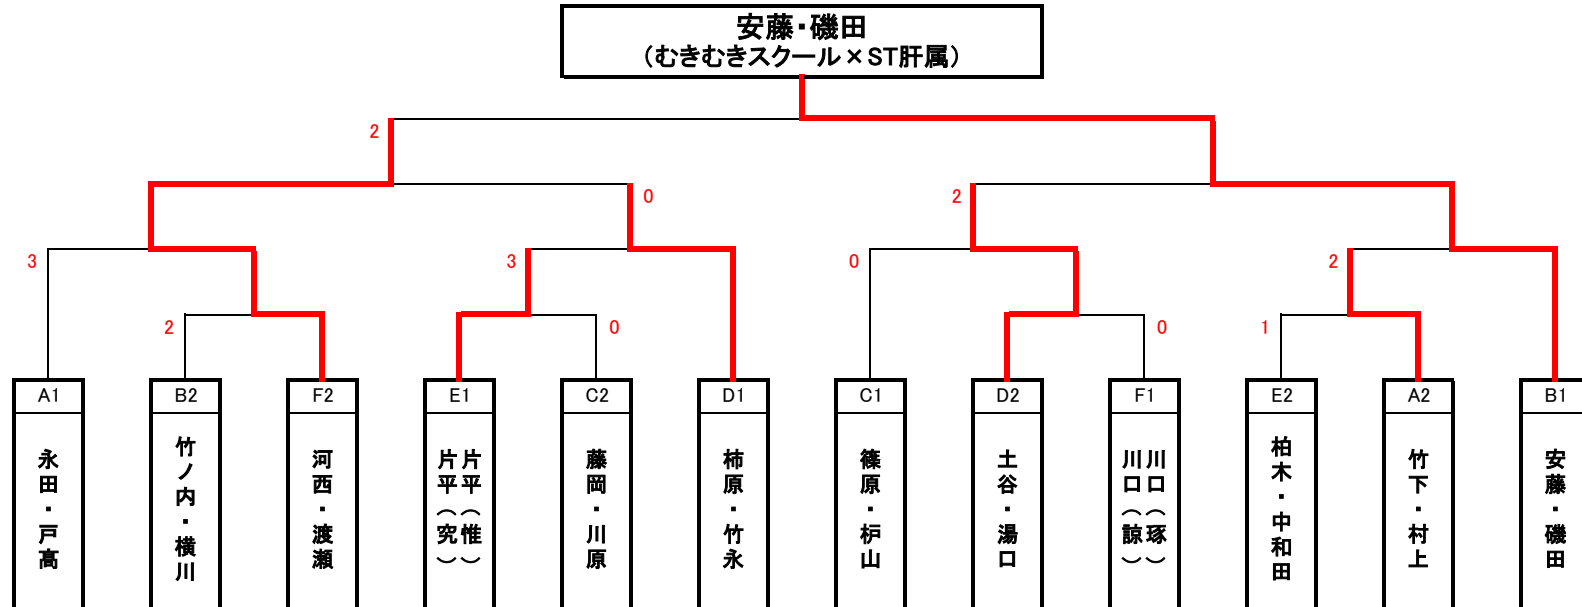 安藤・磯田
（むきむきスクール×ST肝属）
2
0
2
3
3
0
2
2
0
0
1
A1
B2
F2
E1
C2
D1
C1
D2
F1
E2
A2
B1
永田・戸髙
竹ノ内・横川
河西・渡瀬
片平（惟）
片平（究）
藤岡・川原
柿原・竹永
篠原・枦山
土谷・湯口
川口（琢）
川口（諒）
柏木・中和田
竹下・村上
安藤・磯田